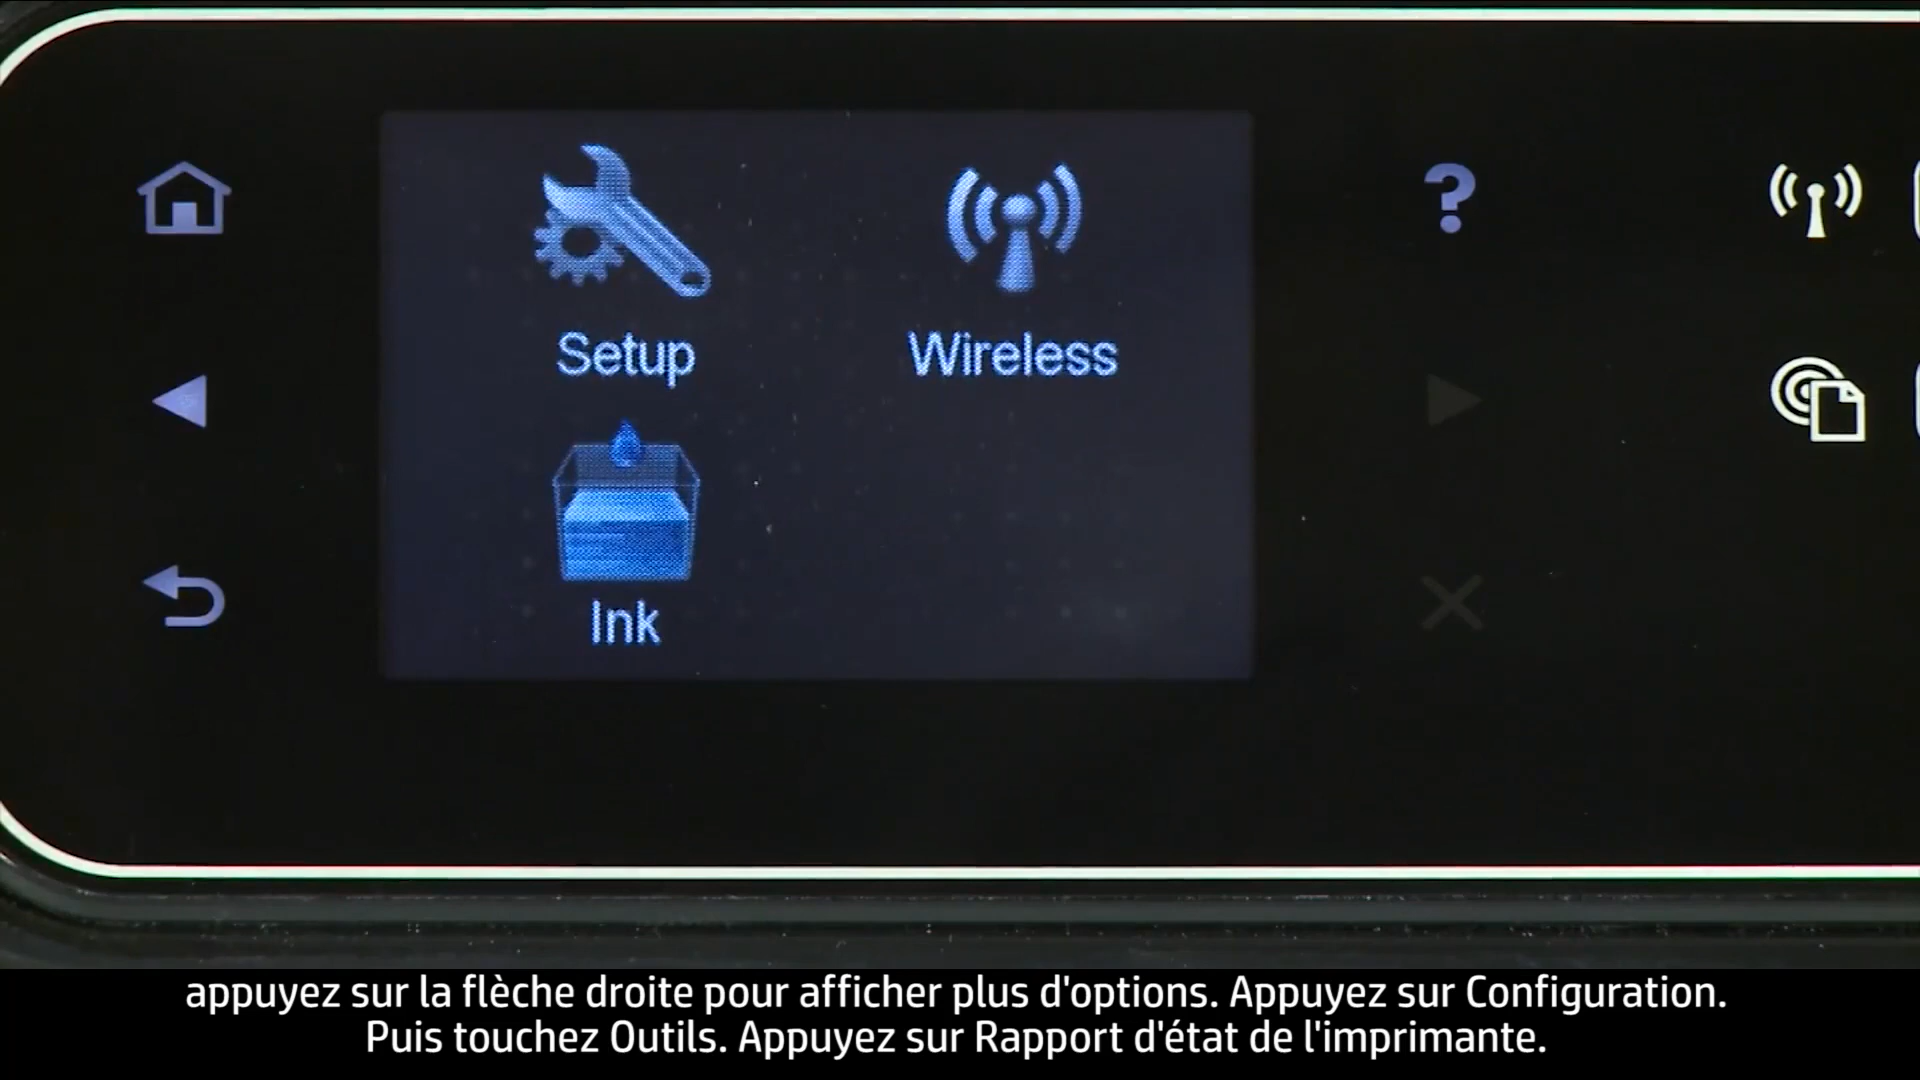 Setup
Wireless
Ink
appuyez sur la flèche droite pour afficher plus d'options. Appuyez sur Configuration.
Puis touchez Outils. Appuyez sur Rapport d'état de l'imprimante.